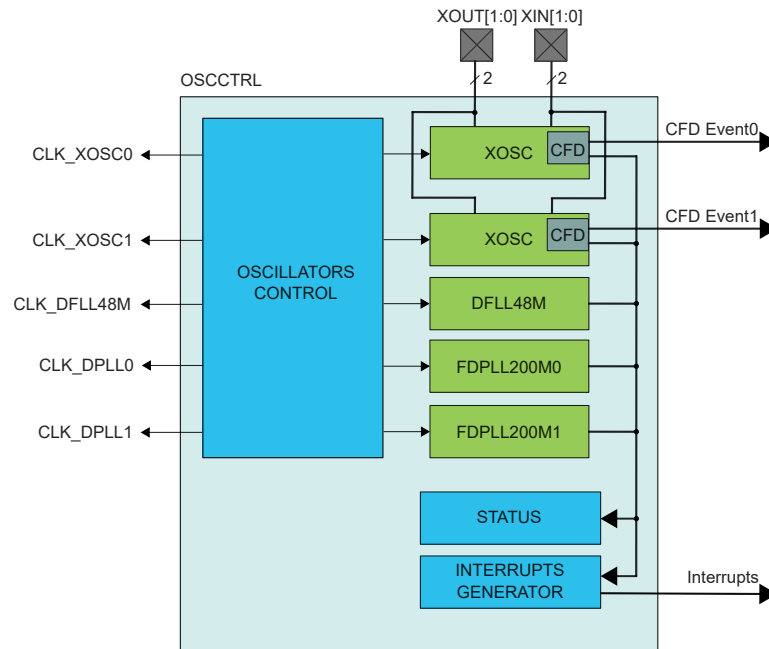 XOUT[1:0] XIN[1:0]
2 2
OSCCTRL
CLK_XOSC0
XOSC
CFD
CFD Event0
CLK_XOSC1
XOSC
CFD
CFD Event1
OSCILLATORS
CONTROL
CLK_DFLL48M
DFLL48M
CLK_DPLL0
FDPLL200M0
CLK_DPLL1
FDPLL200M1
STATUS
INTERRUPTS
GENERATOR
Interrupts